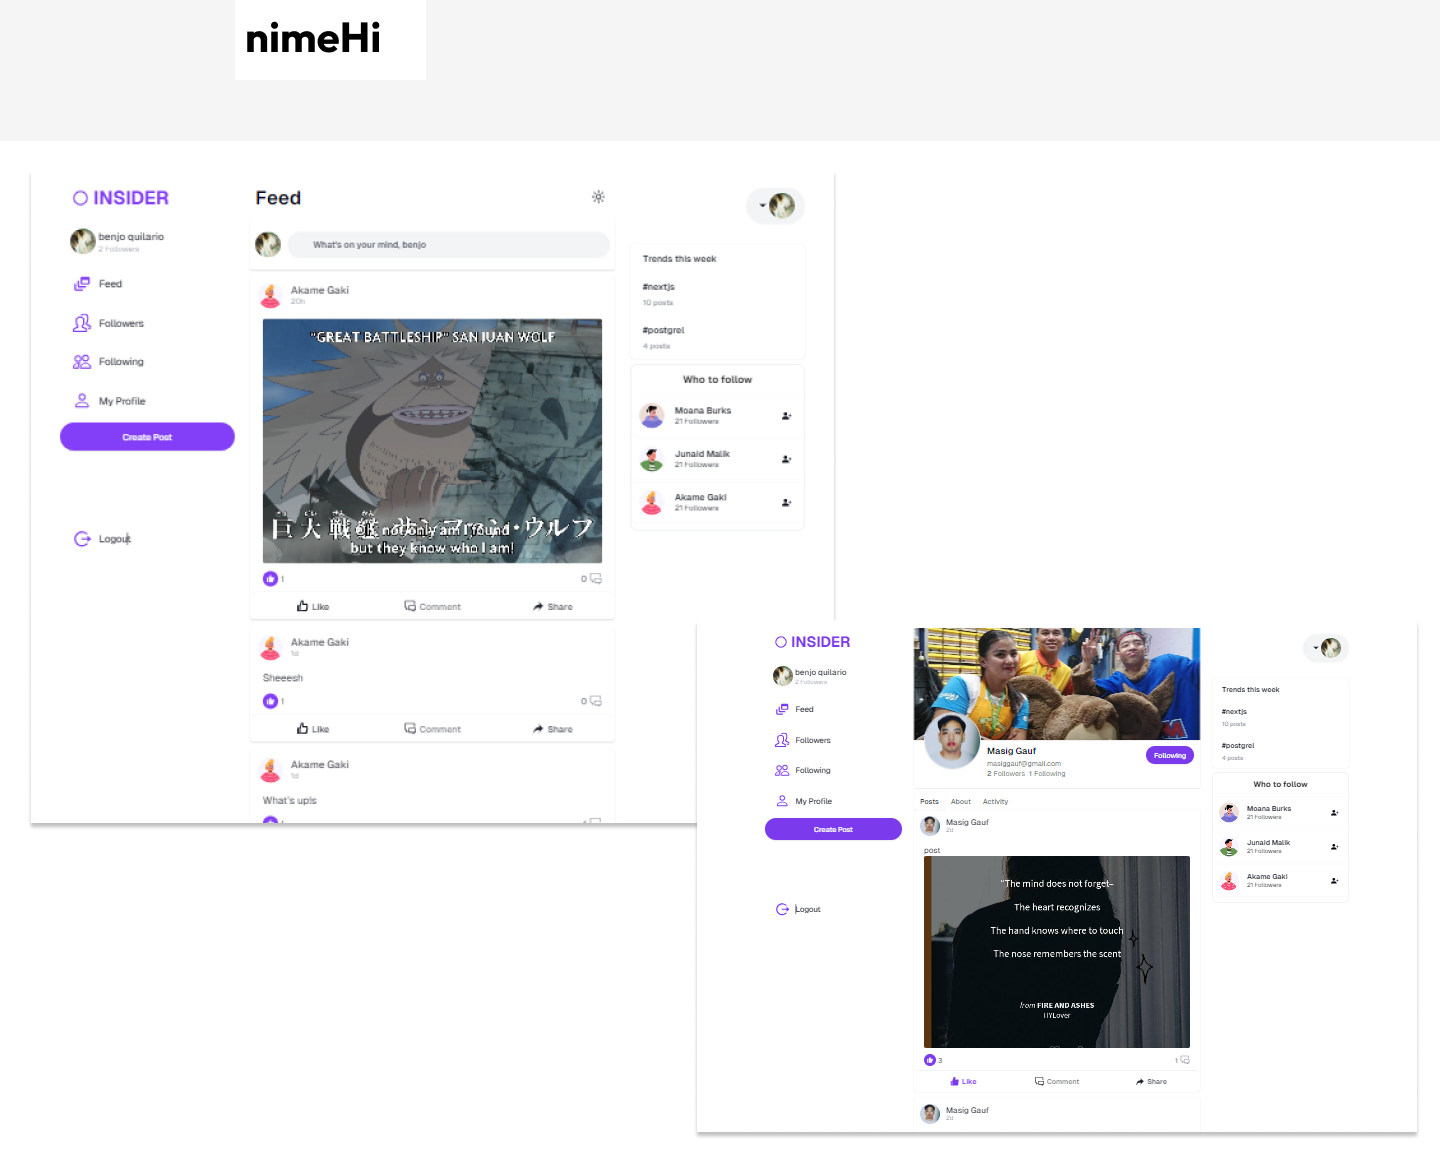 nimeHi
INSIDER
benjo quilario
2 Followers
Feed
Followers
Following
My Profile
Create Post
Logout
Feed
What's on your mind, benjo
Akame Gaki
20h
"GREAT BATTLESHIP" SAN JUAN WOLF
巨大戦艦 サンファン・ウルフ
not only am I found
but they know who I am!
1
0
Like
Comment
Share
Akame Gaki
1d
Sheeesh
1
0
Like
Comment
Share
Akame Gaki
1d
What's up!s
Trends this week
#nextjs
10 posts
#postgrel
4 posts
Who to follow
Moana Burks
21 Followers
Junaid Malik
21 Followers
Akame Gaki
21 Followers
INSIDER
benjo quilario
2 Followers
Feed
Followers
Following
My Profile
Create Post
Logout
Masig Gauf
masiggauf@gmail.com
2 Followers 1 Following
Following
Posts About Activity
Masig Gauf
2d
post
"The mind does not forget–
The heart recognizes
The hand knows where to touch
The nose remembers the scent
from FIRE AND ASHES
HYLover
3
1
Like
Comment
Share
Masig Gauf
2d
Trends this week
#nextjs
10 posts
#postgrel
4 posts
Who to follow
Moana Burks
21 Followers
Junaid Malik
21 Followers
Akame Gaki
21 Followers